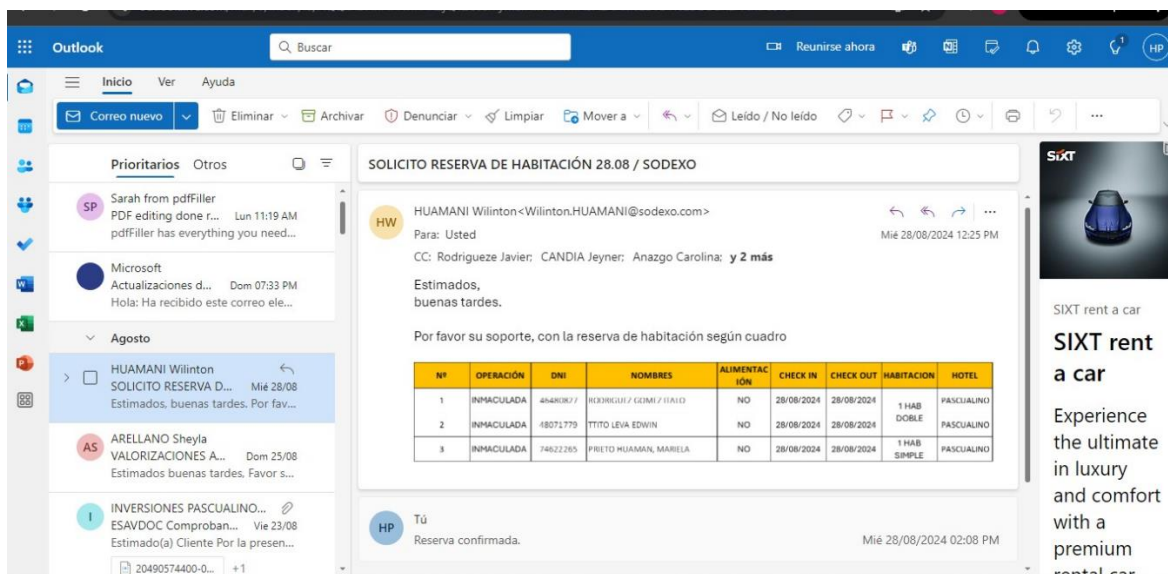 Outlook
Buscar
Reunirse ahora
1
HP
Inicio Ver Ayuda
Correo nuevo Eliminar Archivar Denunciar Limpiar Mover a Leído / No leído ...
Prioritarios Otros
SP
Sarah from pdfFiller
PDF editing done r... Lun 11:19 AM
pdfFiller has everything you need...
Microsoft
Actualizaciones d... Dom 07:33 PM
Hola: Ha recibido este correo ele...
Agosto
HUAMANI Wilinton
SOLICITO RESERVA D... Mié 28/08
Estimados, buenas tardes. Por fav...
AS
ARELLANO Sheyla
VALORIZACIONES A... Dom 25/08
Estimados buenas tardes, Favor s...
I
INVERSIONES PASCUALINO...
ESAVDOC Comproban... Vie 23/08
Estimado(a) Cliente Por la presen...
20490574400-0... +1
SOLICITO RESERVA DE HABITACIÓN 28.08 / SODEXO
HW
HUAMANI Wilinton<Wilinton.HUAMANI@sodexo.com>
Para: Usted
Mié 28/08/2024 12:25 PM
CC: Rodrigueze Javier; CANDIA Jeyner; Anazgo Carolina; y 2 más
Estimados,
buenas tardes.
Por favor su soporte, con la reserva de habitación según cuadro
Nº OPERACIÓN DNI NOMBRES ALIMENTACIÓN CHECK IN CHECK OUT HABITACION HOTEL
1 INMACULADA 46480827 RODRIGUEZ GOMEZ ITALO NO 28/08/2024 28/08/2024 1 HAB DOBLE PASCUALINO
2 INMACULADA 48071779 TTITO LEVA EDWIN NO 28/08/2024 28/08/2024 PASCUALINO
3 INMACULADA 74622265 PRIETO HUAMAN, MARIELA NO 28/08/2024 28/08/2024 1 HAB SIMPLE PASCUALINO
HP
Tú
Reserva confirmada.
Mié 28/08/2024 02:08 PM
SIXT
SIXT rent a car
SIXT rent
a car
Experience
the ultimate
in luxury
and comfort
with a
premium
rental car